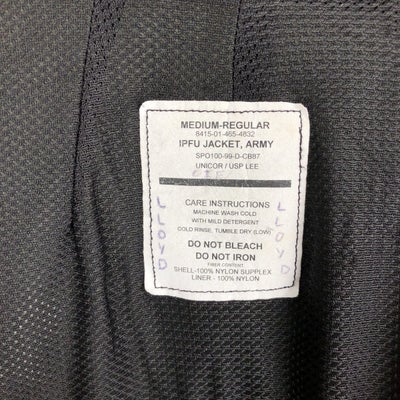 MEDIUM-REGULAR
8415-01-465-4832
IPFU JACKET, ARMY
SPO100-99-D-CB87
UNICOR / USP LEE
CARE INSTRUCTIONS
MACHINE WASH COLD
WITH MILD DETERGENT
COLD RINSE, TUMBLE DRY (LOW)
DO NOT BLEACH
DO NOT IRON
FIBER CONTENT:
SHELL-100% NYLON SUPPLEX
LINER - 100% NYLON
LLOYD
LLOYD